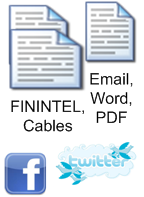 FININTEL,
Cables
Email,
Word,
PDF
f
twitter